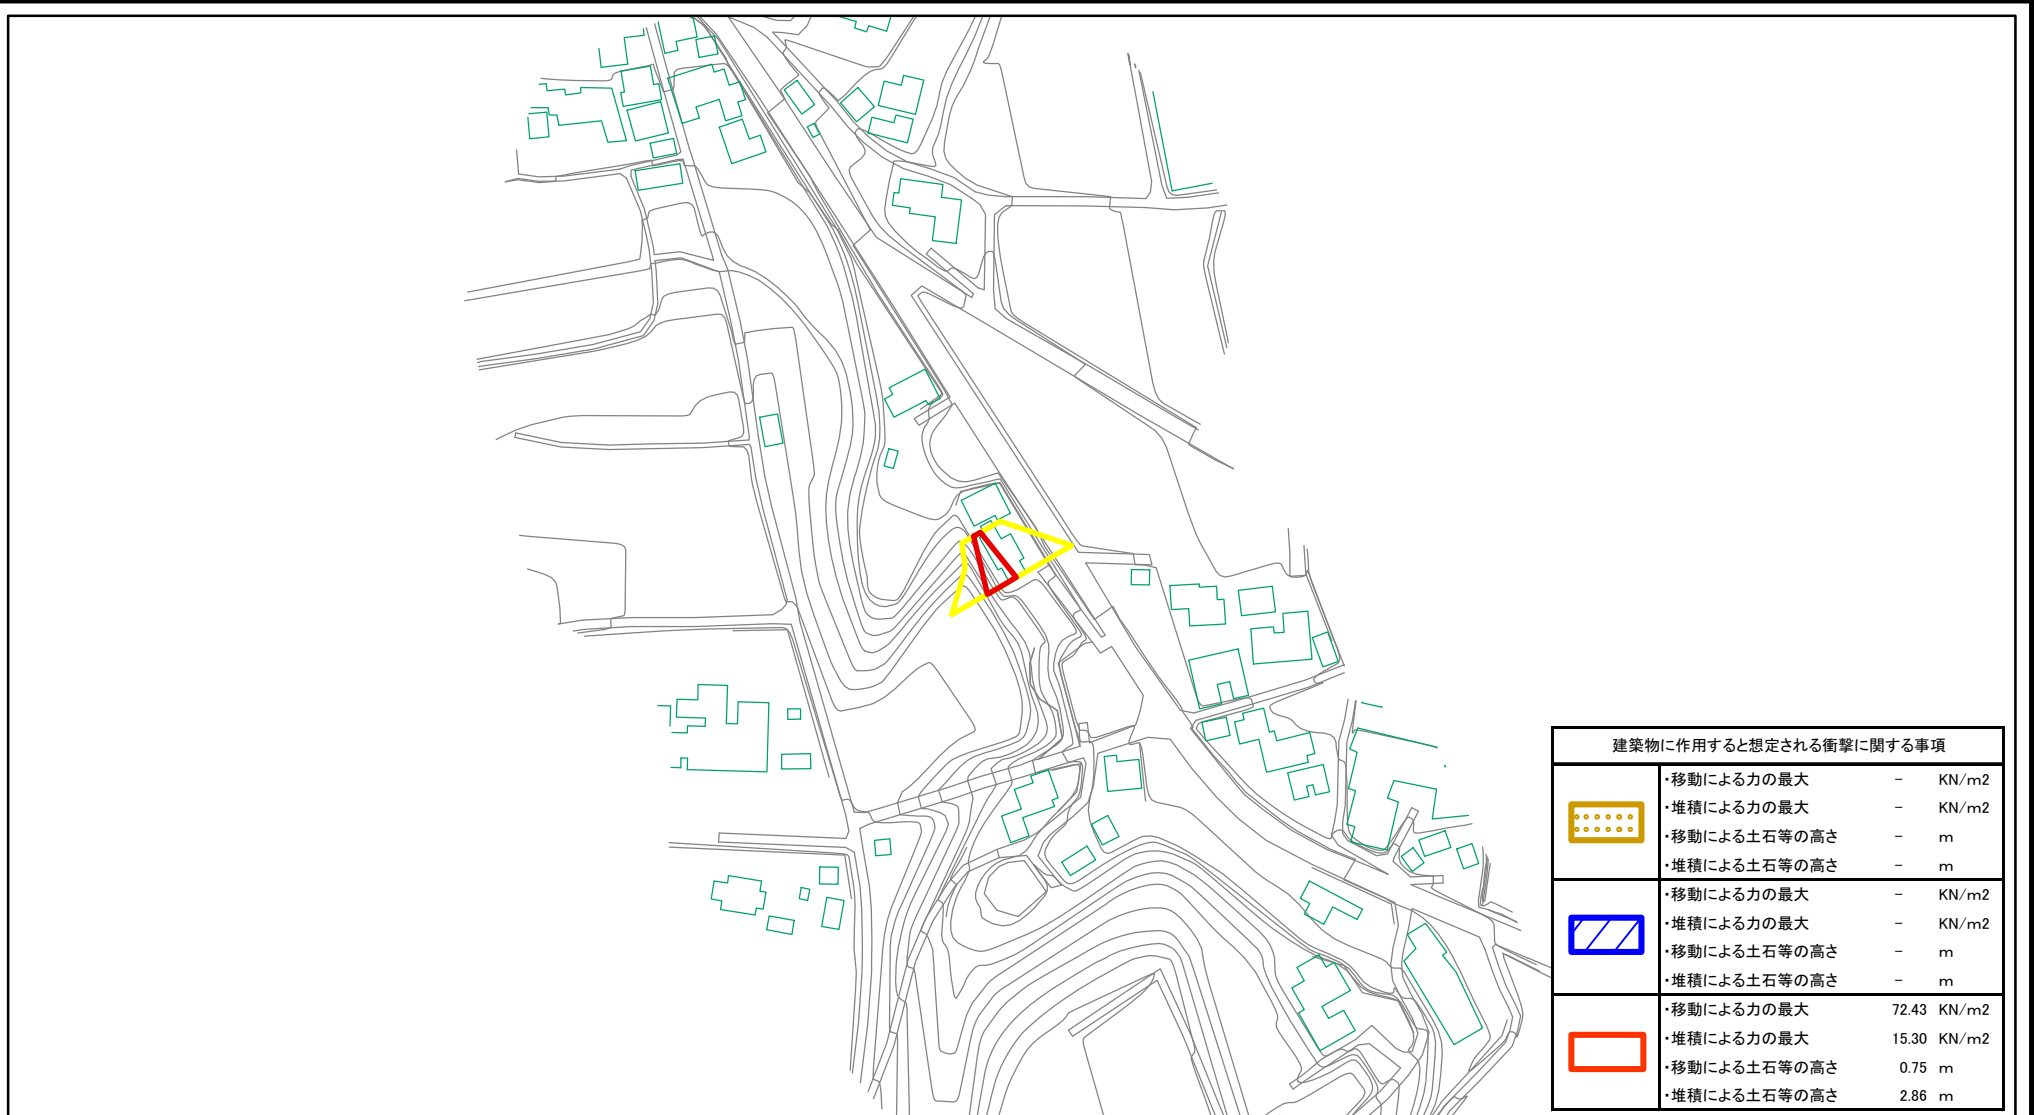 建築物に作用すると想定される衝撃に関する事項
・移動による力の最大 - KN/m2
・堆積による力の最大 - KN/m2
・移動による土石等の高さ - m
・堆積による土石等の高さ - m
・移動による力の最大 - KN/m2
・堆積による力の最大 - KN/m2
・移動による土石等の高さ - m
・堆積による土石等の高さ - m
・移動による力の最大 72.43 KN/m2
・堆積による力の最大 15.30 KN/m2
・移動による土石等の高さ 0.75 m
・堆積による土石等の高さ 2.86 m